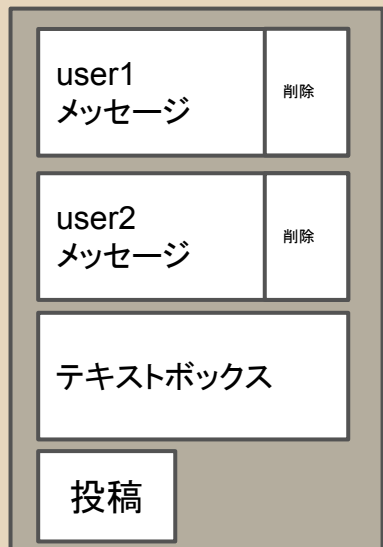 user1
メッセージ
削除
user2
メッセージ
削除
テキストボックス
投稿